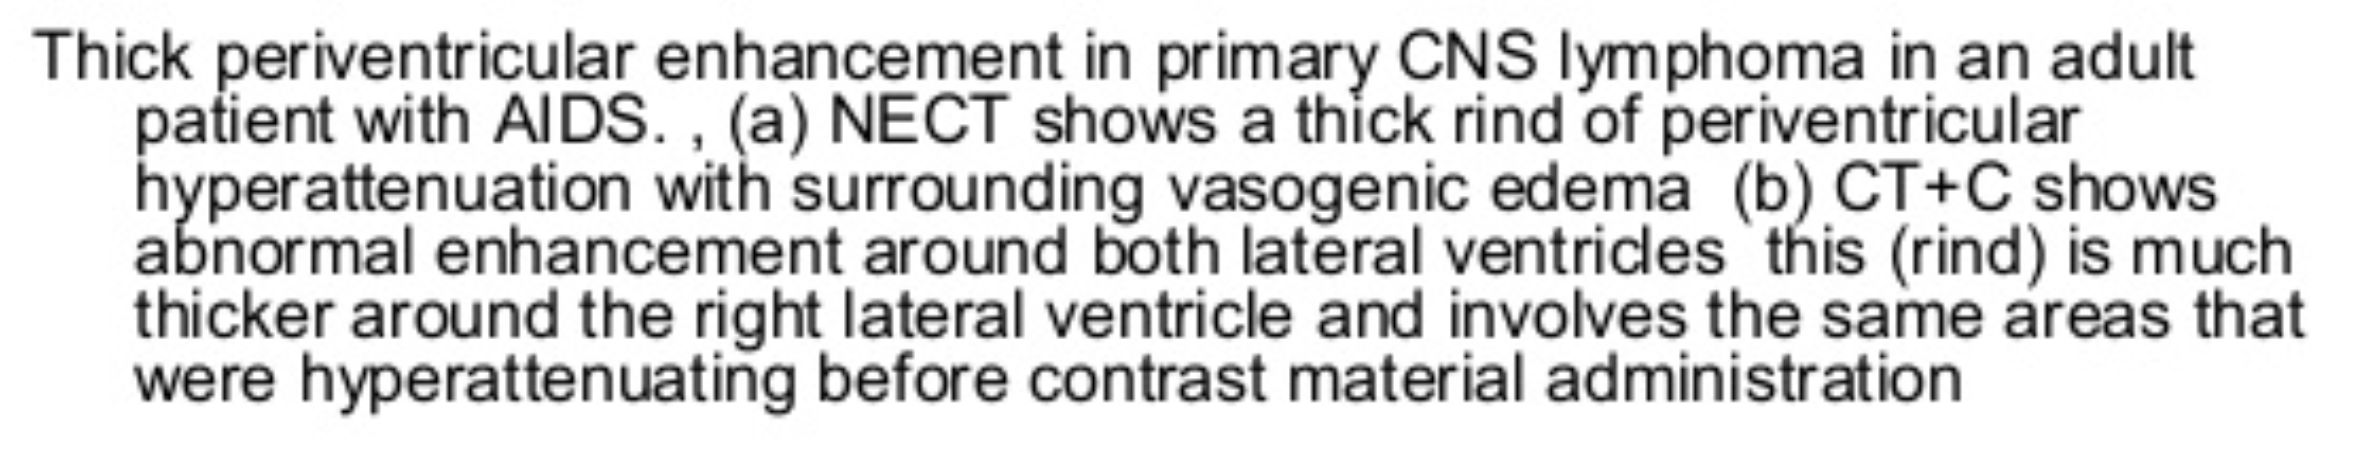 Thick periventricular enhancement in primary CNS lymphoma in an adult
patient with AIDS. , (a) NECT shows a thick rind of periventricular
hyperattenuation with surrounding vasogenic edema  (b) CT+C shows
abnormal enhancement around both lateral ventricles  this (rind) is much
thicker around the right lateral ventricle and involves the same areas that
were hyperattenuating before contrast material administration